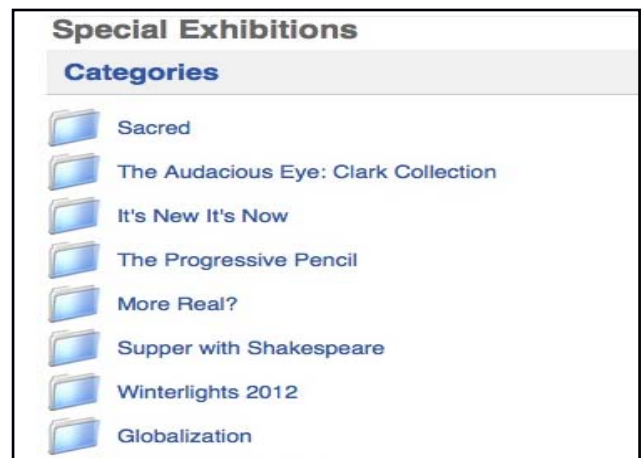 Special Exhibitions
Categories
Sacred
The Audacious Eye: Clark Collection
It's New It's Now
The Progressive Pencil
More Real?
Supper with Shakespeare
Winterlights 2012
Globalization